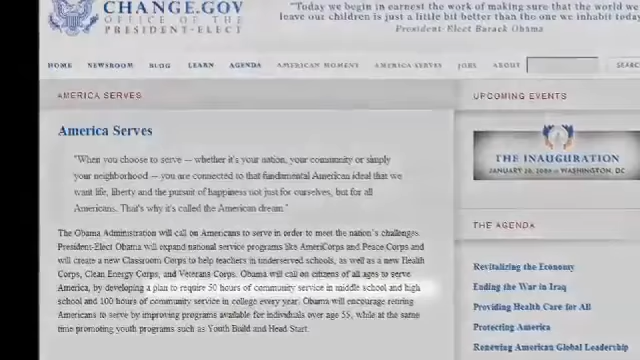 CHANGE.GOV
OFFICE OF THE
PRESIDENT-ELECT
"Today we begin in earnest the work of making sure that the world we
leave our children is just a little bit better than the one we inhabit today
President-Elect Barack Obama
HOME NEWSROOM BLOG LEARN AGENDA AMERICAN MOMENT AMERICA SERVES JOBS ABOUT SEARC
AMERICA SERVES
America Serves
"When you choose to serve -- whether it's your nation, your community or simply
your neighborhood -- you are connected to that fundamental American ideal that we
want life, liberty and the pursuit of happiness not just for ourselves, but for all
Americans. That's why it's called the American dream."
The Obama Administration will call on Americans to serve in order to meet the nation's challenges.
President-Elect Obama will expand national service programs like AmeriCorps and Peace Corps and
will create a new Classroom Corps to help teachers in underserved schools, as well as a new Health
Corps, Clean Energy Corps, and Veterans Corps. Obama will call on citizens of all ages to serve
America, by developing a plan to require 50 hours of community service in middle school and high
school and 100 hours of community service in college every year. Obama will encourage retiring
Americans to serve by improving programs available for individuals over age 55, while at the same
time promoting youth programs such as Youth Build and Head Start.
UPCOMING EVENTS
THE INAUGURATION
JANUARY 20, 2009 WASHINGTON, DC
THE AGENDA
Revitalizing the Economy
Ending the War in Iraq
Providing Health Care for All
Protecting America
Renewing American Global Leadership